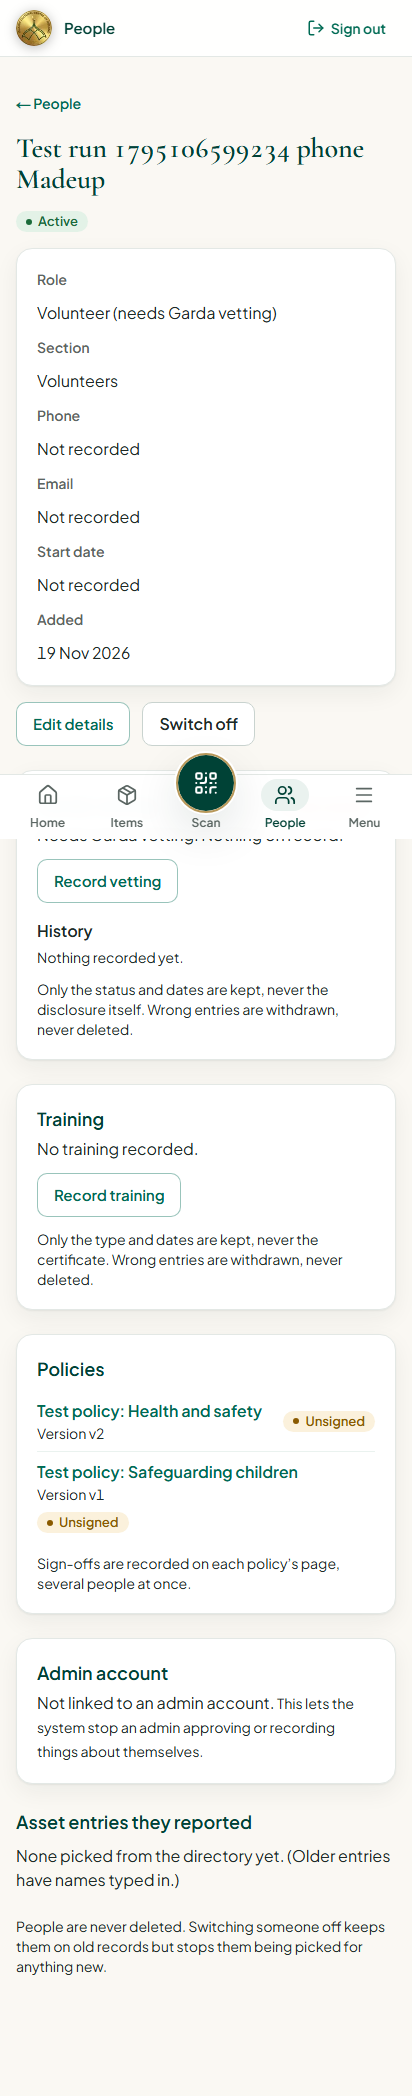 People
Sign out
← People
Test run 1795106599234 phone
Madeup
Active
Role
Volunteer (needs Garda vetting)
Section
Volunteers
Phone
Not recorded
Email
Not recorded
Start date
Not recorded
Added
19 Nov 2026
Edit details
Switch off
Home
Items
Scan
People
Menu
Needs Garda vetting. Nothing on record.
Record vetting
History
Nothing recorded yet.
Only the status and dates are kept, never the
disclosure itself. Wrong entries are withdrawn,
never deleted.
Training
No training recorded.
Record training
Only the type and dates are kept, never the
certificate. Wrong entries are withdrawn, never
deleted.
Policies
Test policy: Health and safety
Unsigned
Version v2
Test policy: Safeguarding children
Version v1
Unsigned
Sign-offs are recorded on each policy's page,
several people at once.
Admin account
Not linked to an admin account. This lets the
system stop an admin approving or recording
things about themselves.
Asset entries they reported
None picked from the directory yet. (Older entries
have names typed in.)
People are never deleted. Switching someone off keeps
them on old records but stops them being picked for
anything new.